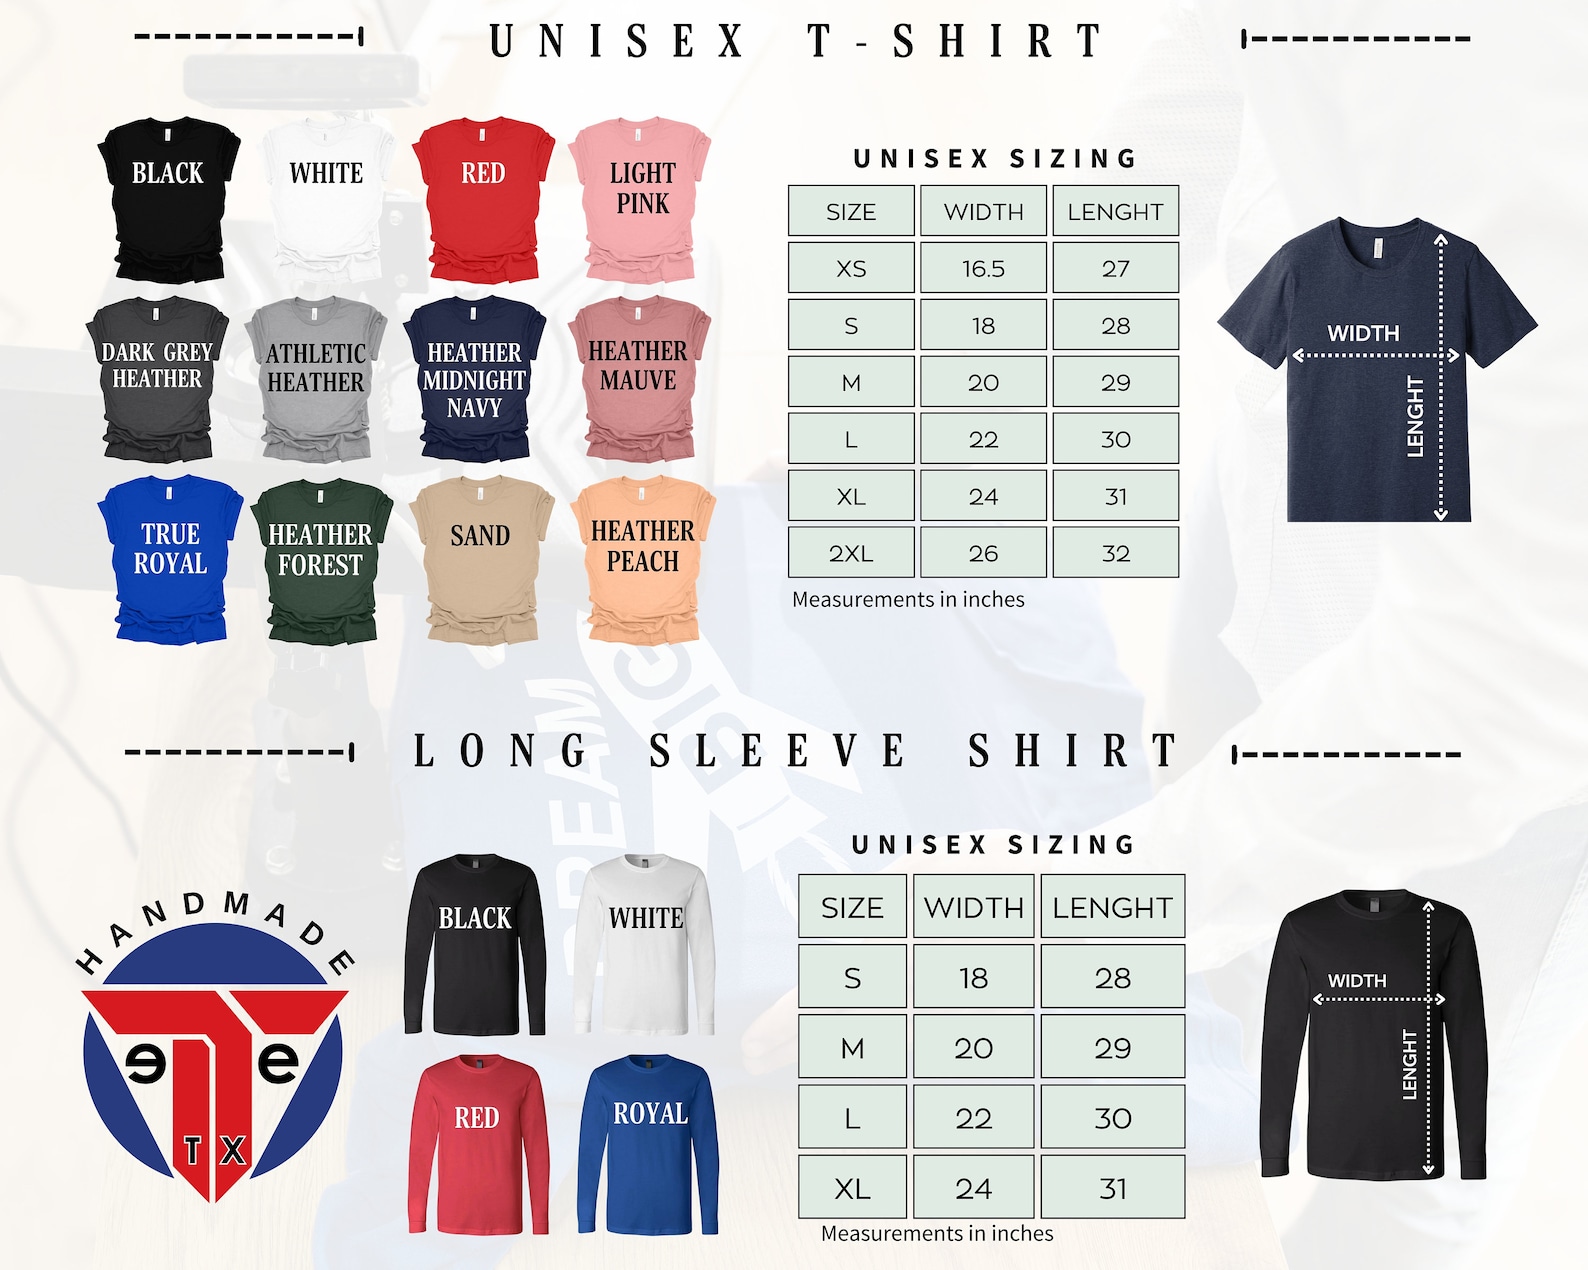 UNISEX T-SHIRT
BLACK
WHITE
RED
LIGHT
PINK
DARK GREY
HEATHER
ATHLETIC
HEATHER
HEATHER
MIDNIGHT
NAVY
HEATHER
MAUVE
TRUE
ROYAL
HEATHER
FOREST
SAND
HEATHER
PEACH
UNISEX SIZING
SIZE WIDTH LENGHT
XS 16.5 27
S 18 28
M 20 29
L 22 30
XL 24 31
2XL 26 32
Measurements in inches
WIDTH
LENGHT
LONG SLEEVE SHIRT
HANDMADE
e e
TX
BLACK
WHITE
RED
ROYAL
UNISEX SIZING
SIZE WIDTH LENGHT
S 18 28
M 20 29
L 22 30
XL 24 31
Measurements in inches
WIDTH
LENGHT
DREAM
BIG